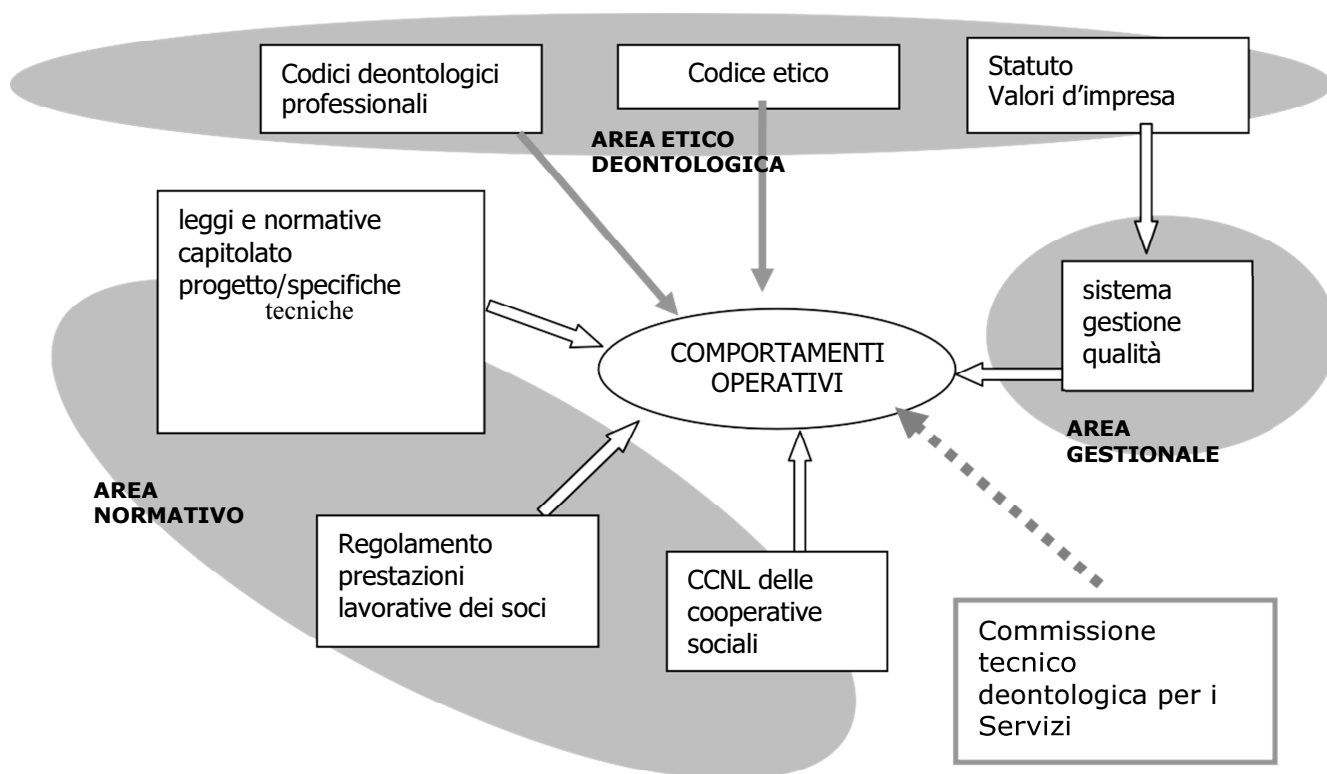 Codici deontologici
professionali
Codice etico
Statuto
Valori d'impresa
AREA ETICO
DEONTOLOGICA
leggi e normative
capitolato
progetto/specifiche
tecniche
sistema
gestione
qualità
COMPORTAMENTI
OPERATIVI
AREA
GESTIONALE
AREA
NORMATIVO
Regolamento
prestazioni
lavorative dei soci
CCNL delle
cooperative
sociali
Commissione
tecnico
deontologica per i
Servizi